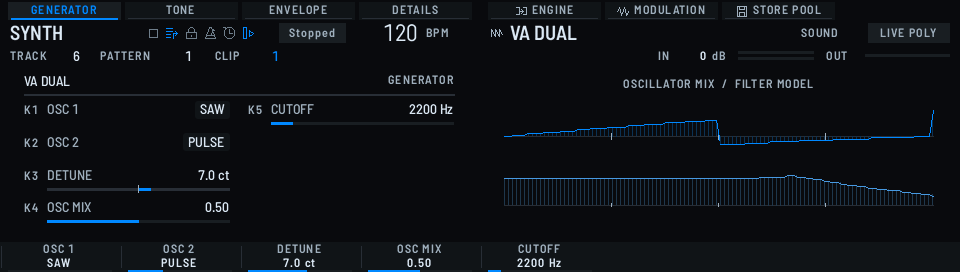 GENERATOR TONE ENVELOPE DETAILS ENGINE MODULATION STORE POOL
SYNTH Stopped 120 BPM VA DUAL SOUND LIVE POLY
TRACK 6 PATTERN 1 CLIP 1 IN 0 dB OUT
VA DUAL GENERATOR
OSCILLATOR MIX / FILTER MODEL
K1 OSC 1 SAW K5 CUTOFF 2200 Hz
K2 OSC 2 PULSE
K3 DETUNE 7.0 ct
K4 OSC MIX 0.50
OSC 1 OSC 2 DETUNE OSC MIX CUTOFF
SAW PULSE 7.0 ct 0.50 2200 Hz